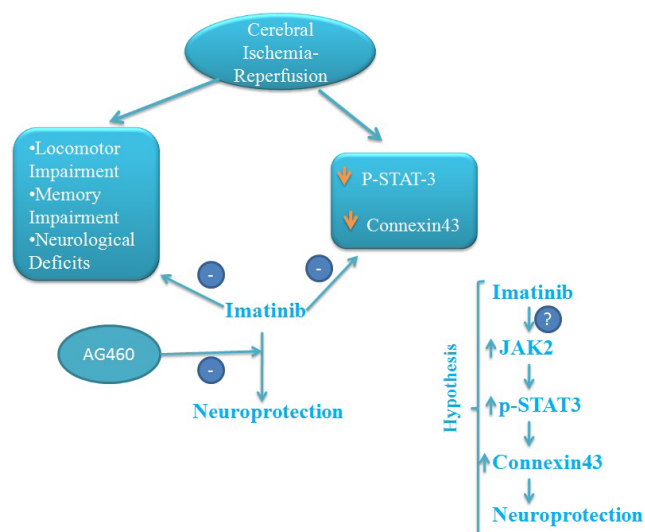 Cerebral
Ischemia-
Reperfusion
•Locomotor
Impairment
•Memory
Impairment
•Neurological
Deficits
P-STAT-3
Connexin43
-
-
Imatinib
AG460
-
Neuroprotection
Hypothesis
Imatinib
?
JAK2
p-STAT3
Connexin43
Neuroprotection